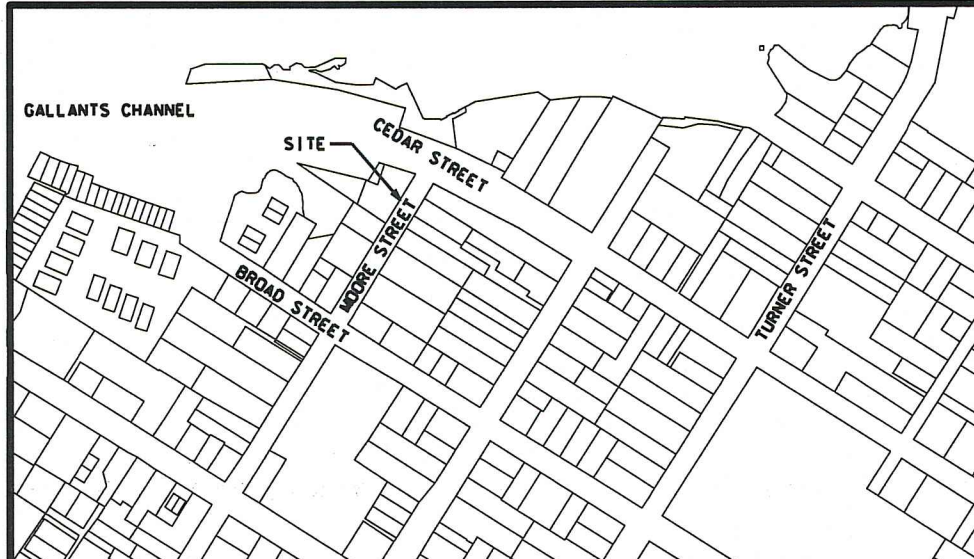 GALLANTS CHANNEL
SITE
CEDAR STREET
MOORE STREET
BROAD STREET
TURNER STREET